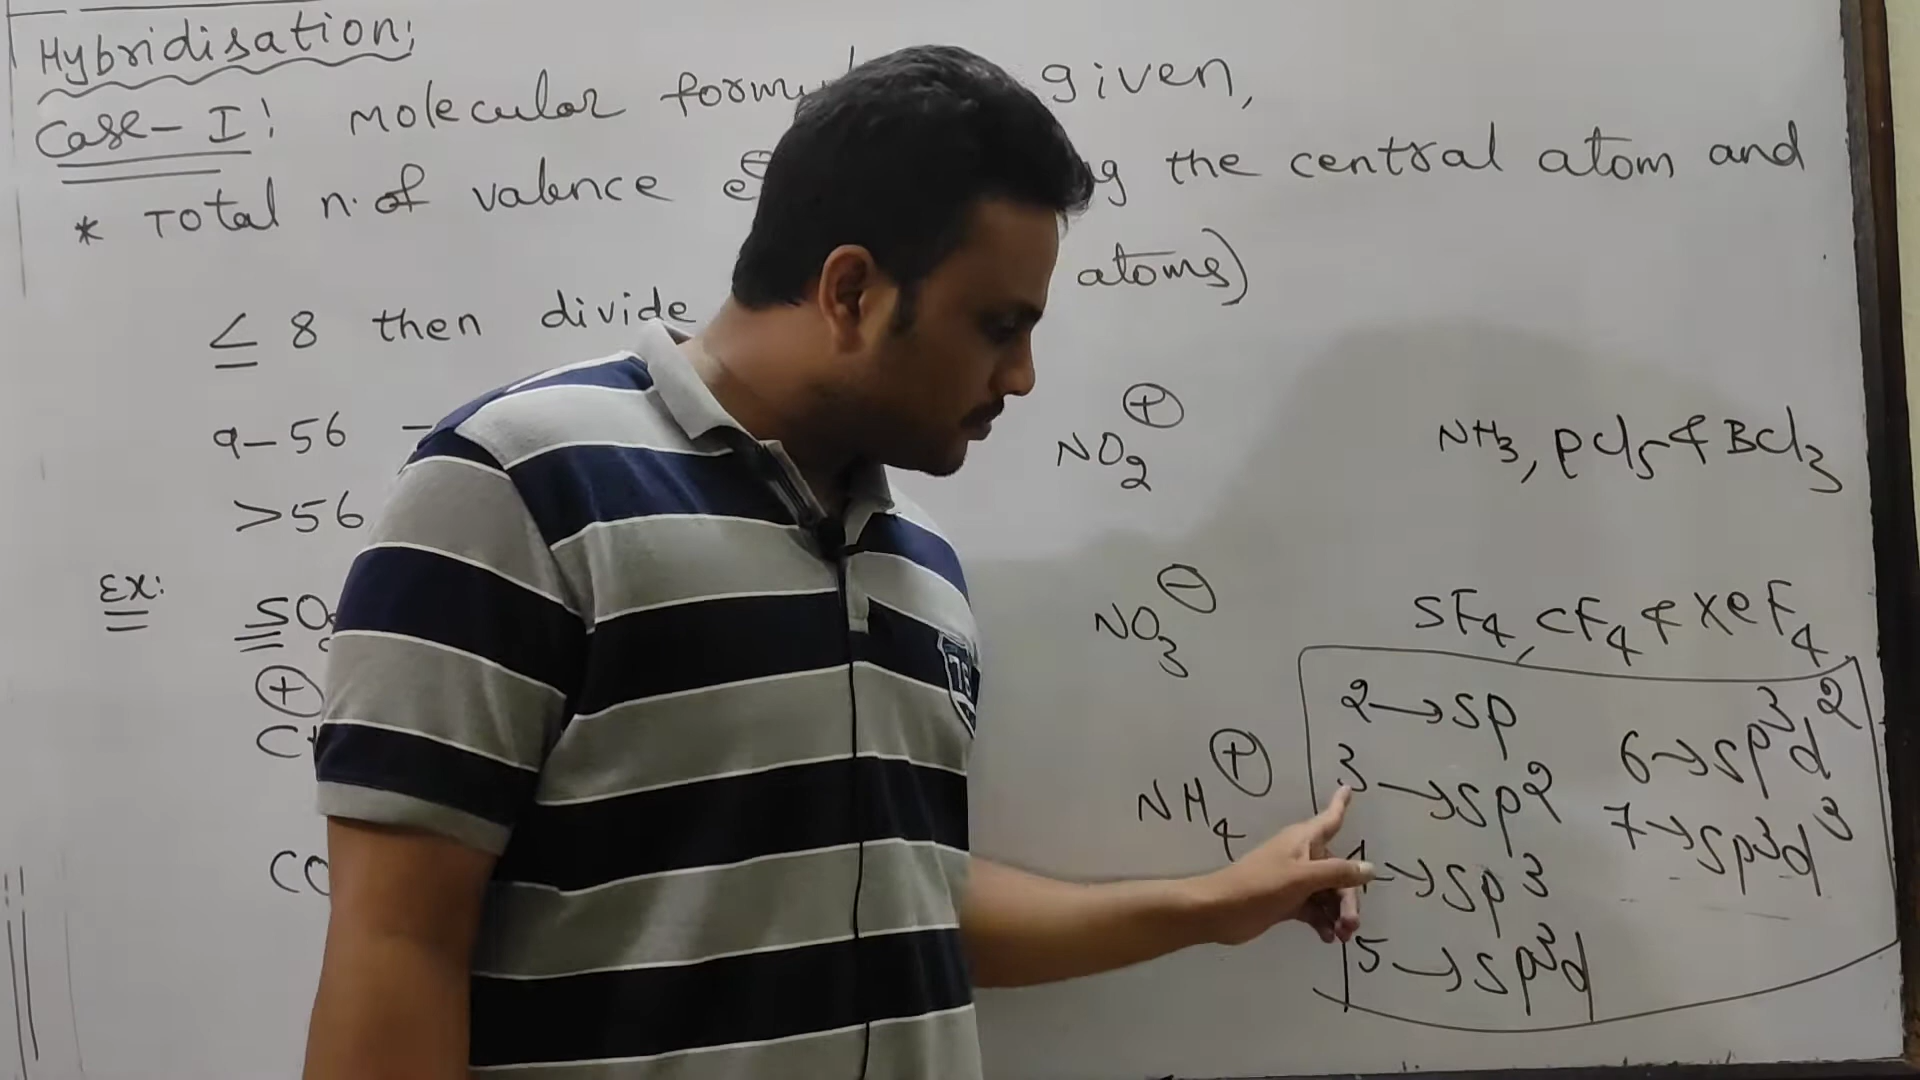 Hybridisation:
Case-I: Molecular given,
* Total n. of valence the central atom and
atoms)
≤ 8 then divide
9-56 -
>56
Ex:
SO
⊕
CO
NO2⊕
NO3⊖
NH4⊕
NH3, PCl5 & BCl3
SF4, CF4 & XeF4
2→sp
3→sp2
4→sp3
5→sp3d
6→sp3d2
7→sp3d3